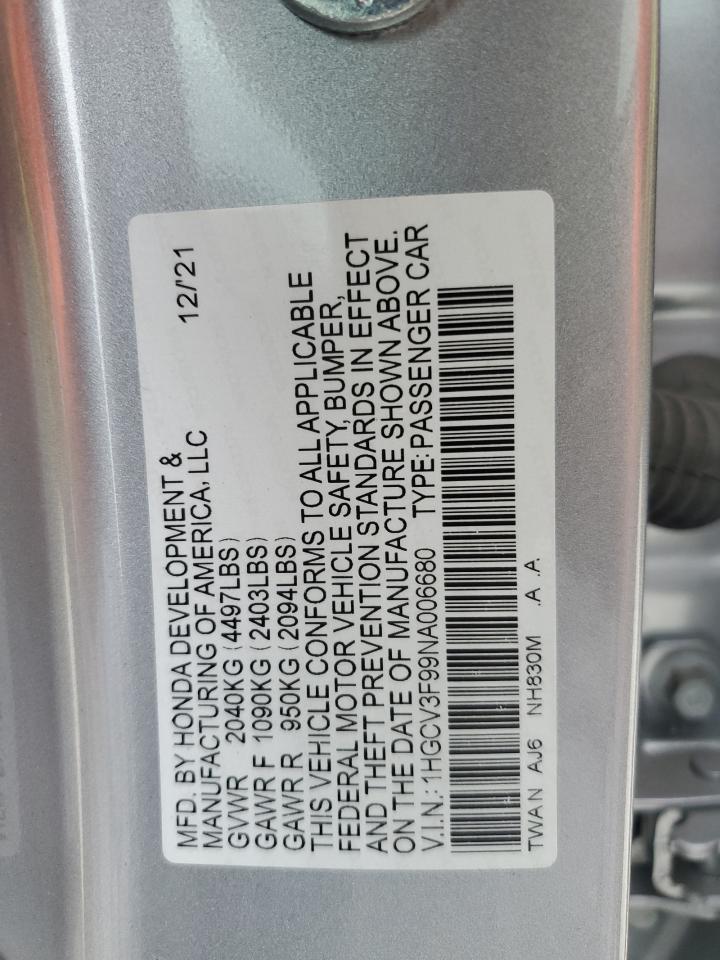 MFD. BY HONDA DEVELOPMENT &
MANUFACTURING OF AMERICA, LLC 12/'21
GVWR 2040KG (4497LBS)
GAWR F 1090KG (2403LBS)
GAWR R 950KG (2094LBS)
THIS VEHICLE CONFORMS TO ALL APPLICABLE
FEDERAL MOTOR VEHICLE SAFETY, BUMPER,
AND THEFT PREVENTION STANDARDS IN EFFECT
ON THE DATE OF MANUFACTURE SHOWN ABOVE.
V.I.N.: 1HGCV3F99NA006680 TYPE: PASSENGER CAR
TWA N AJ6 NH830M .A .A